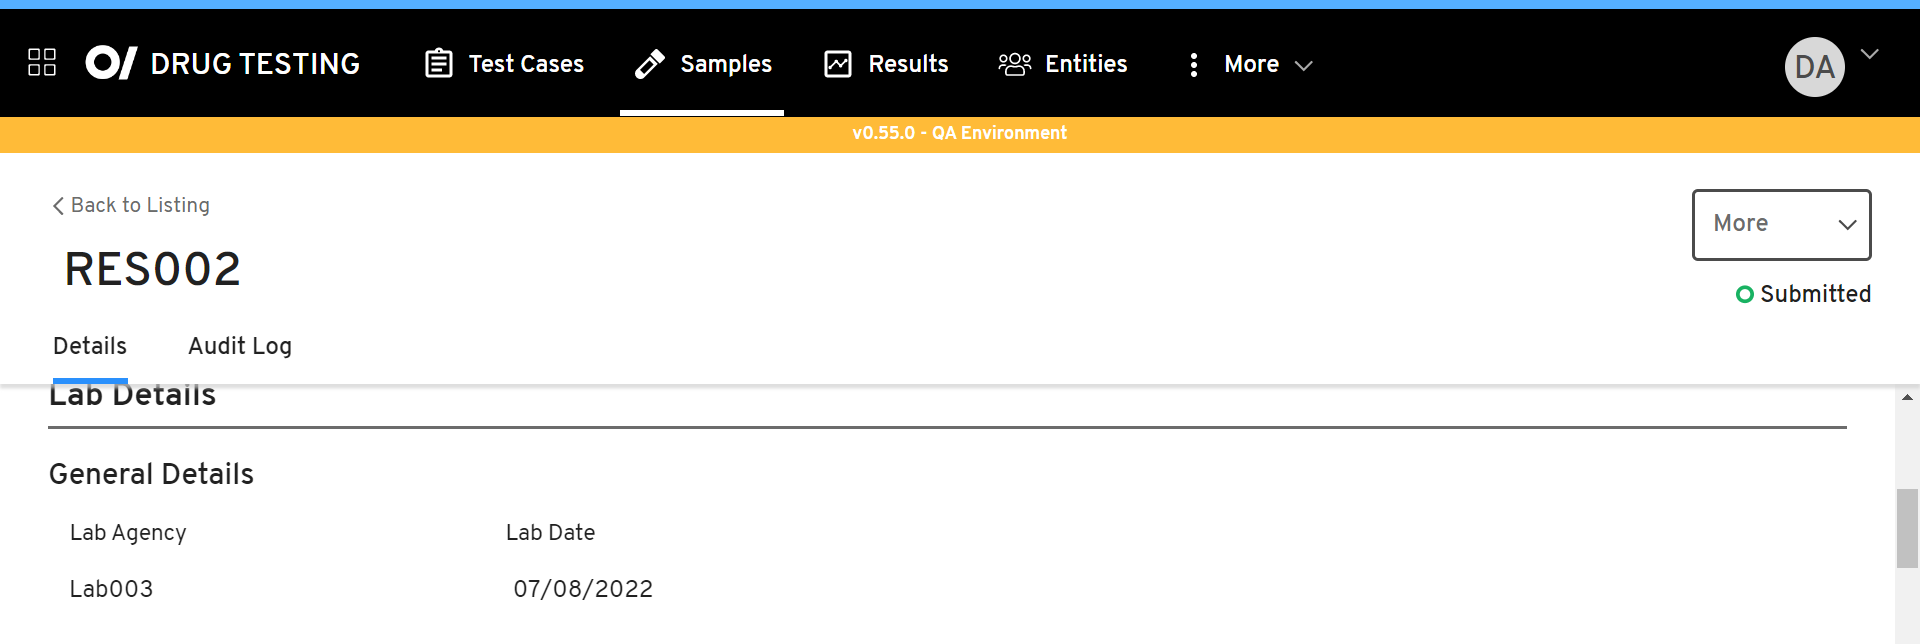 DRUG TESTING Test Cases Samples Results Entities More DA
v0.55.0 - QA Environment
Back to Listing
More
RES002
Submitted
Details Audit Log
Lab Details
General Details
Lab Agency Lab Date
Lab003 07/08/2022